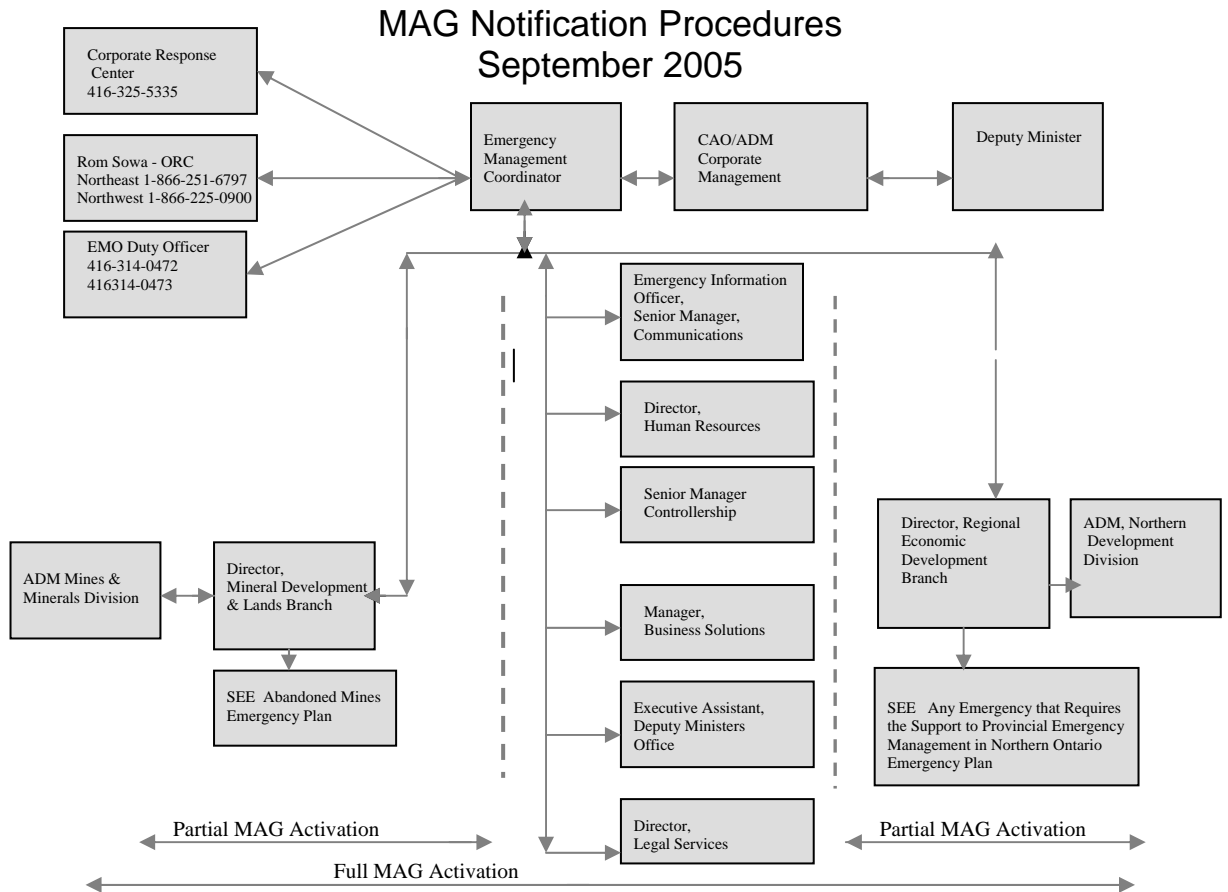 MAG Notification Procedures
September 2005
Corporate Response
Center
416-325-5335
Rom Sowa - ORC
Northeast 1-866-251-6797
Northwest 1-866-225-0900
EMO Duty Officer
416-314-0472
416314-0473
Emergency
Management
Coordinator
CAO/ADM
Corporate
Management
Deputy Minister
Emergency Information
Officer,
Senior Manager,
Communications
Director,
Human Resources
Senior Manager
Controllership
Manager,
Business Solutions
Executive Assistant,
Deputy Ministers
Office
Director,
Legal Services
ADM Mines &
Minerals Division
Director,
Mineral Development
& Lands Branch
SEE  Abandoned Mines
Emergency Plan
Director, Regional
Economic
Development
Branch
ADM, Northern
Development
Division
SEE   Any Emergency that Requires
the Support to Provincial Emergency
Management in Northern Ontario
Emergency Plan
Partial MAG Activation
Partial MAG Activation
Full MAG Activation